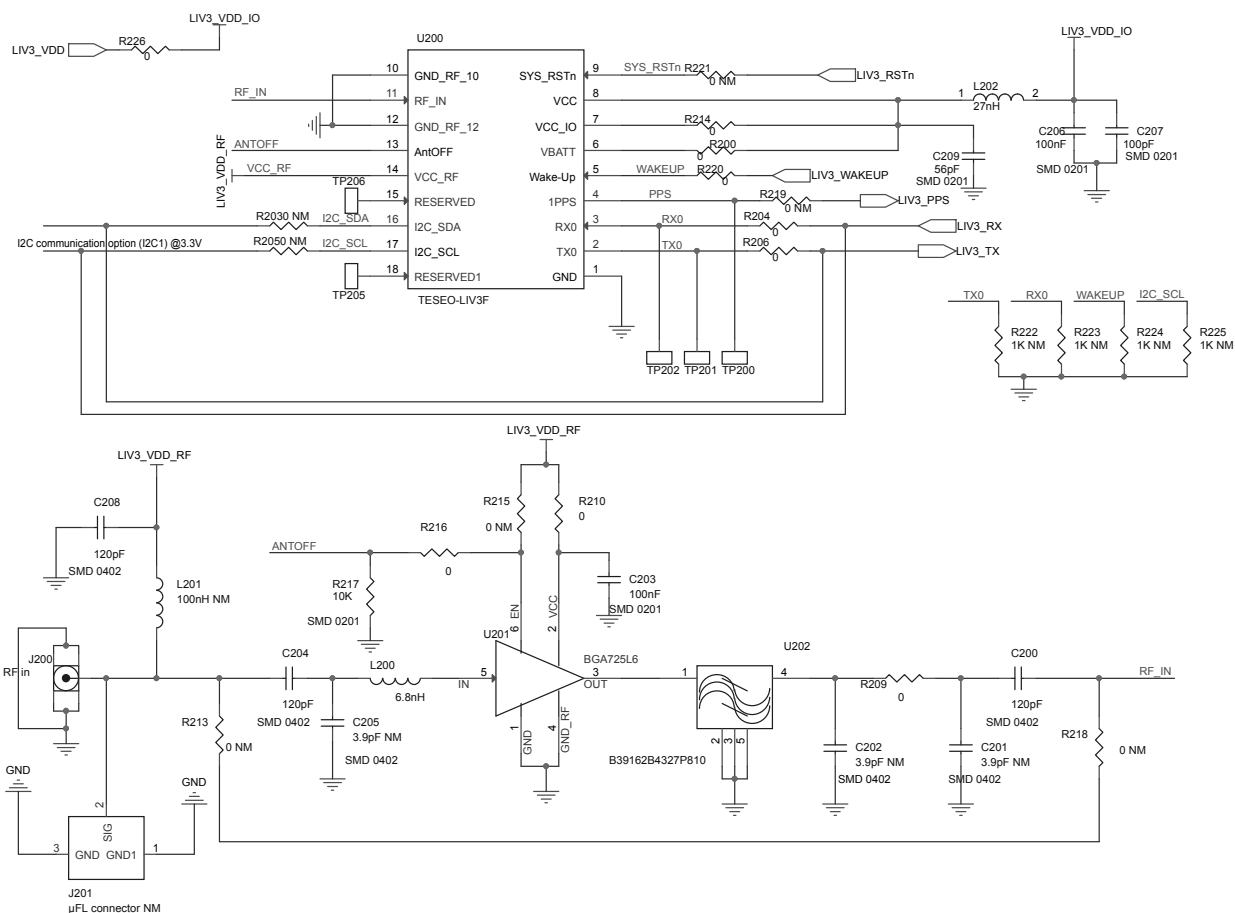 LIV3_VDD_IO
LIV3_VDD
R226
0
U200
LIV3_VDD_IO
10
GND_RF_10
SYS_RSTn
9
SYS_RSTn
R221
0 NM
LIV3_RSTn
RF_IN
11
RF_IN
VCC
8
1
L202
27nH
2
12
GND_RF_12
VCC_IO
7
R214
0
C206
100nF
SMD 0201
C207
100pF
SMD 0201
LIV3_VDD_RF
ANTOFF
13
AntOFF
VBATT
6
R200
0
C209
56pF
SMD 0201
VCC_RF
14
VCC_RF
Wake-Up
5
WAKEUP
R220
0
LIV3_WAKEUP
TP206
15
RESERVED
1PPS
4
PPS
R219
0 NM
LIV3_PPS
R2030 NM
I2C_SDA
16
I2C_SDA
RX0
3
RX0
R204
0
LIV3_RX
I2C communication option (I2C1) @3.3V
R2050 NM
I2C_SCL
17
I2C_SCL
TX0
2
TX0
R206
0
LIV3_TX
TP205
18
RESERVED1
GND
1
TESEO-LIV3F
TX0
RX0
WAKEUP
I2C_SCL
R222
1K NM
R223
1K NM
R224
1K NM
R225
1K NM
TP202
TP201
TP200
LIV3_VDD_RF
LIV3_VDD_RF
C208
120pF
SMD 0402
R215
0 NM
R210
0
R216
0
ANTOFF
L201
100nH NM
R217
10K
SMD 0201
C203
100nF
SMD 0201
EN
6
VCC
2
U201
BGA725L6
U202
RF in
J200
C204
120pF
SMD 0402
L200
6.8nH
5
IN
3
OUT
1
4
R209
0
C200
120pF
SMD 0402
RF_IN
R213
0 NM
C205
3.9pF NM
SMD 0402
1
GND
4
GND_RF
2
3
5
B39162B4327P810
C202
3.9pF NM
SMD 0402
C201
3.9pF NM
SMD 0402
R218
0 NM
GND
GND
2
SIG
3
GND
GND1
1
J201
µFL connector NM